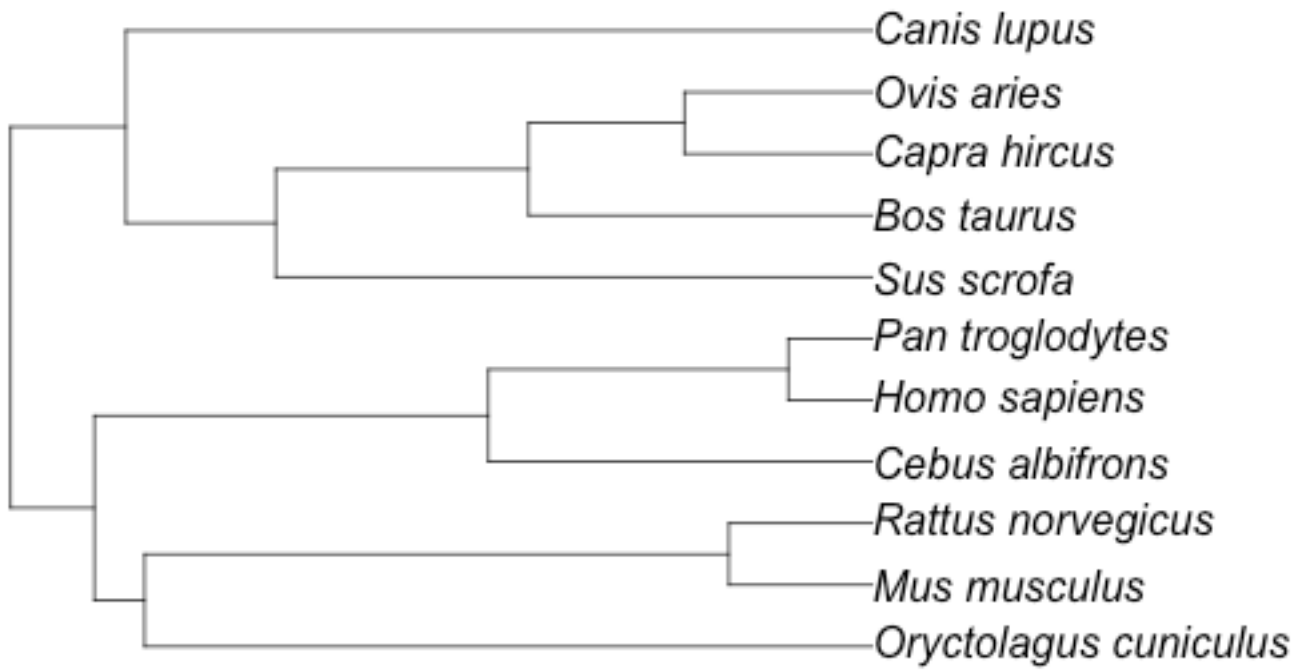 Canis lupus
Ovis aries
Capra hircus
Bos taurus
Sus scrofa
Pan troglodytes
Homo sapiens
Cebus albifrons
Rattus norvegicus
Mus musculus
Oryctolagus cuniculus